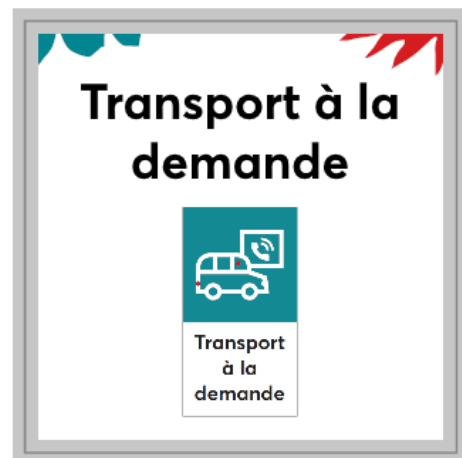 Transport à la
demande
Transport
à la
demande